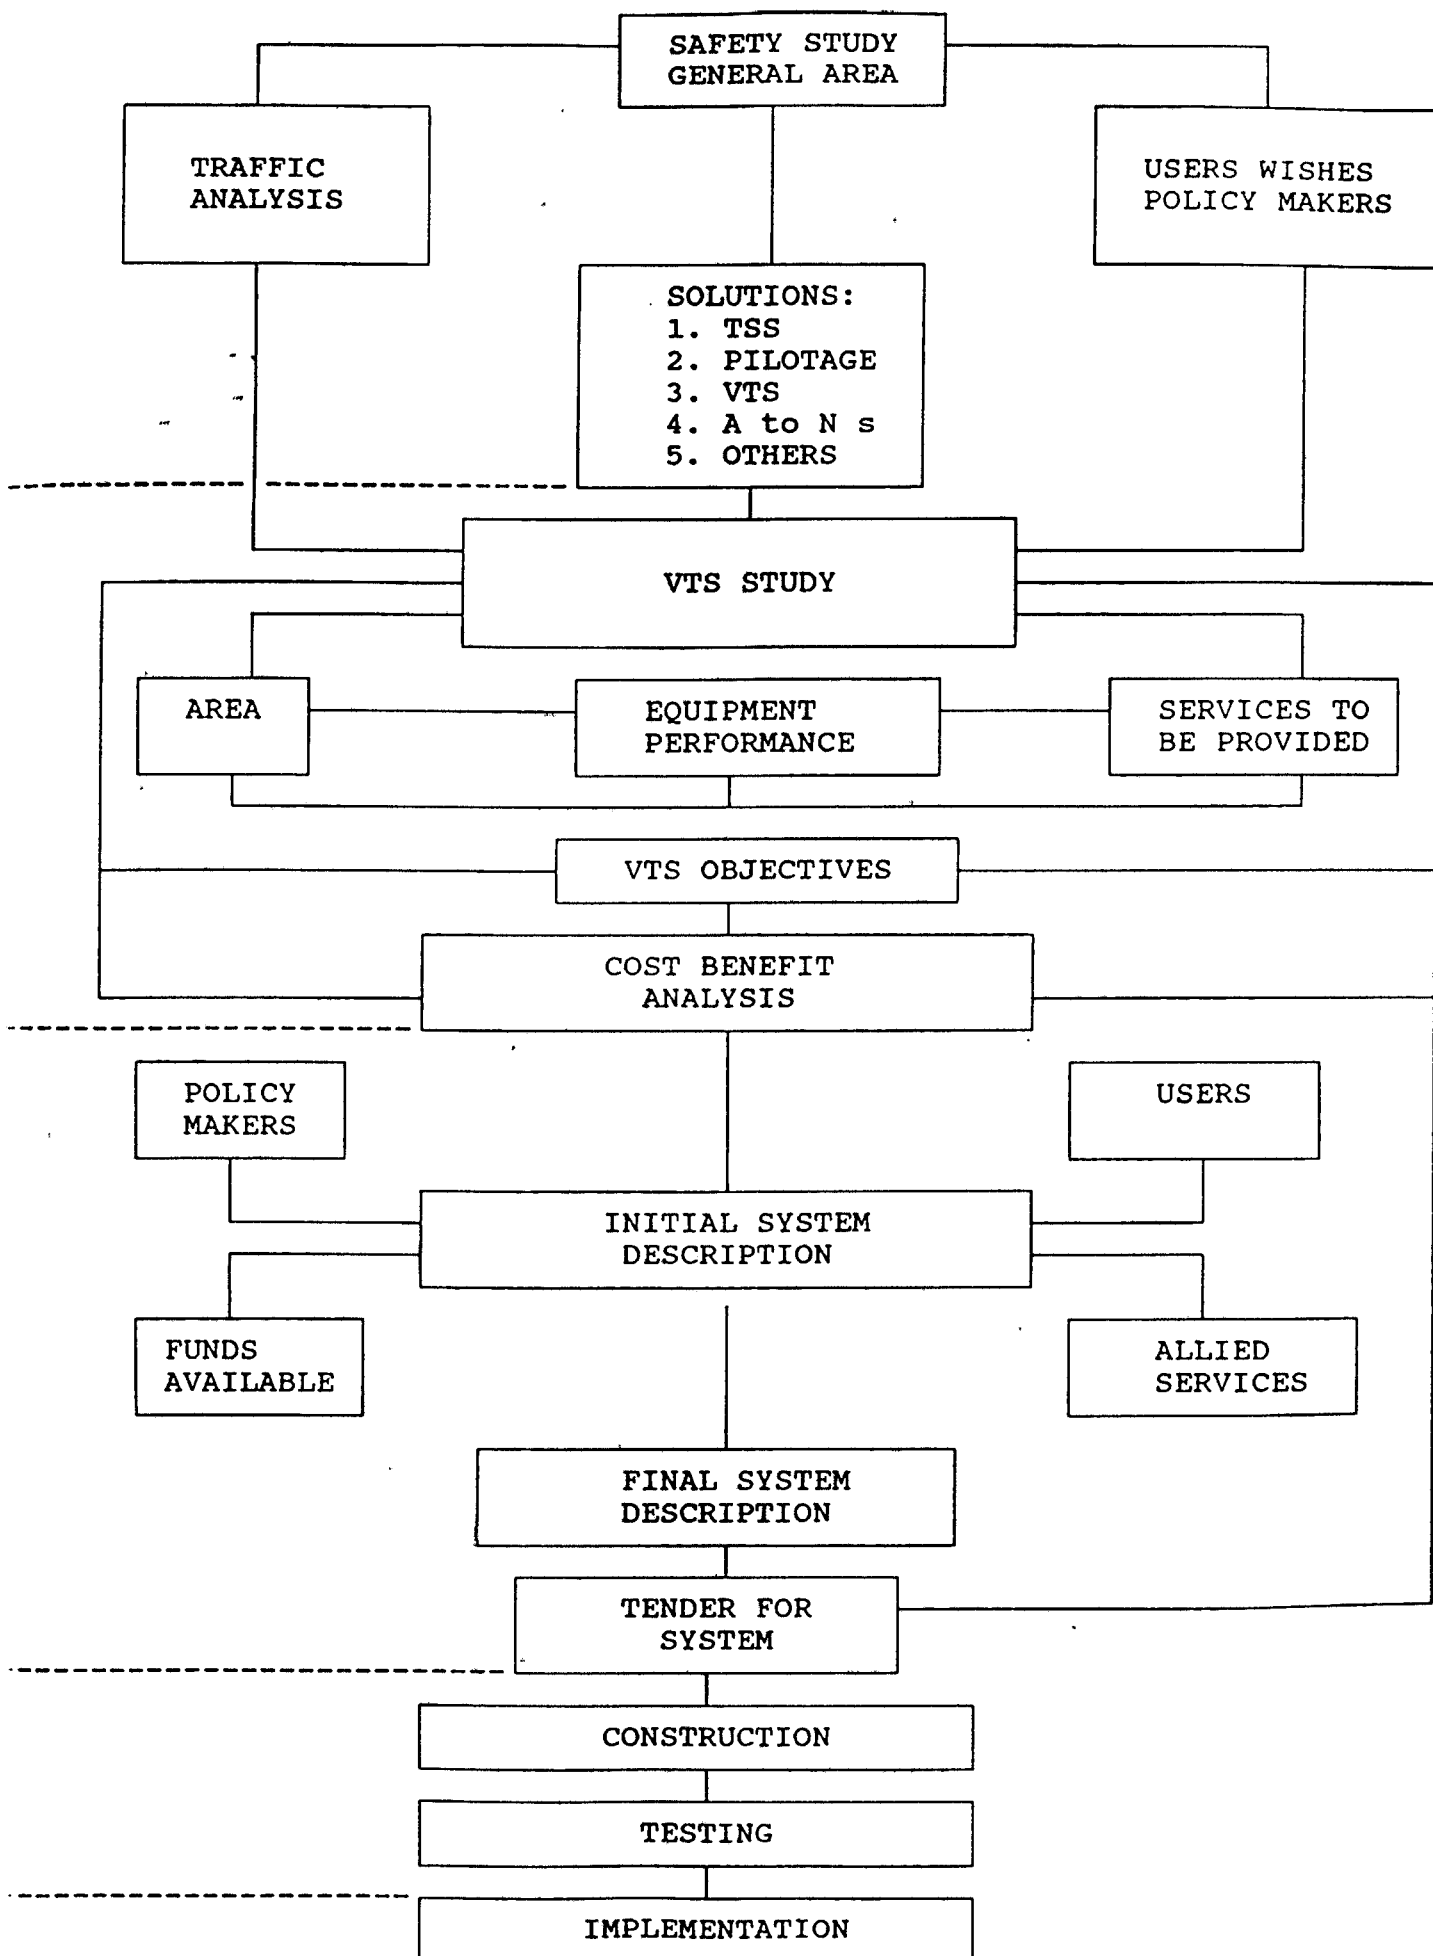 SAFETY STUDY
GENERAL AREA
TRAFFIC
ANALYSIS
USERS WISHES
POLICY MAKERS
SOLUTIONS:
1. TSS
2. PILOTAGE
3. VTS
4. A to N s
5. OTHERS
VTS STUDY
AREA
EQUIPMENT
PERFORMANCE
SERVICES TO
BE PROVIDED
VTS OBJECTIVES
COST BENEFIT
ANALYSIS
POLICY
MAKERS
USERS
INITIAL SYSTEM
DESCRIPTION
FUNDS
AVAILABLE
ALLIED
SERVICES
FINAL SYSTEM
DESCRIPTION
TENDER FOR
SYSTEM
CONSTRUCTION
TESTING
IMPLEMENTATION